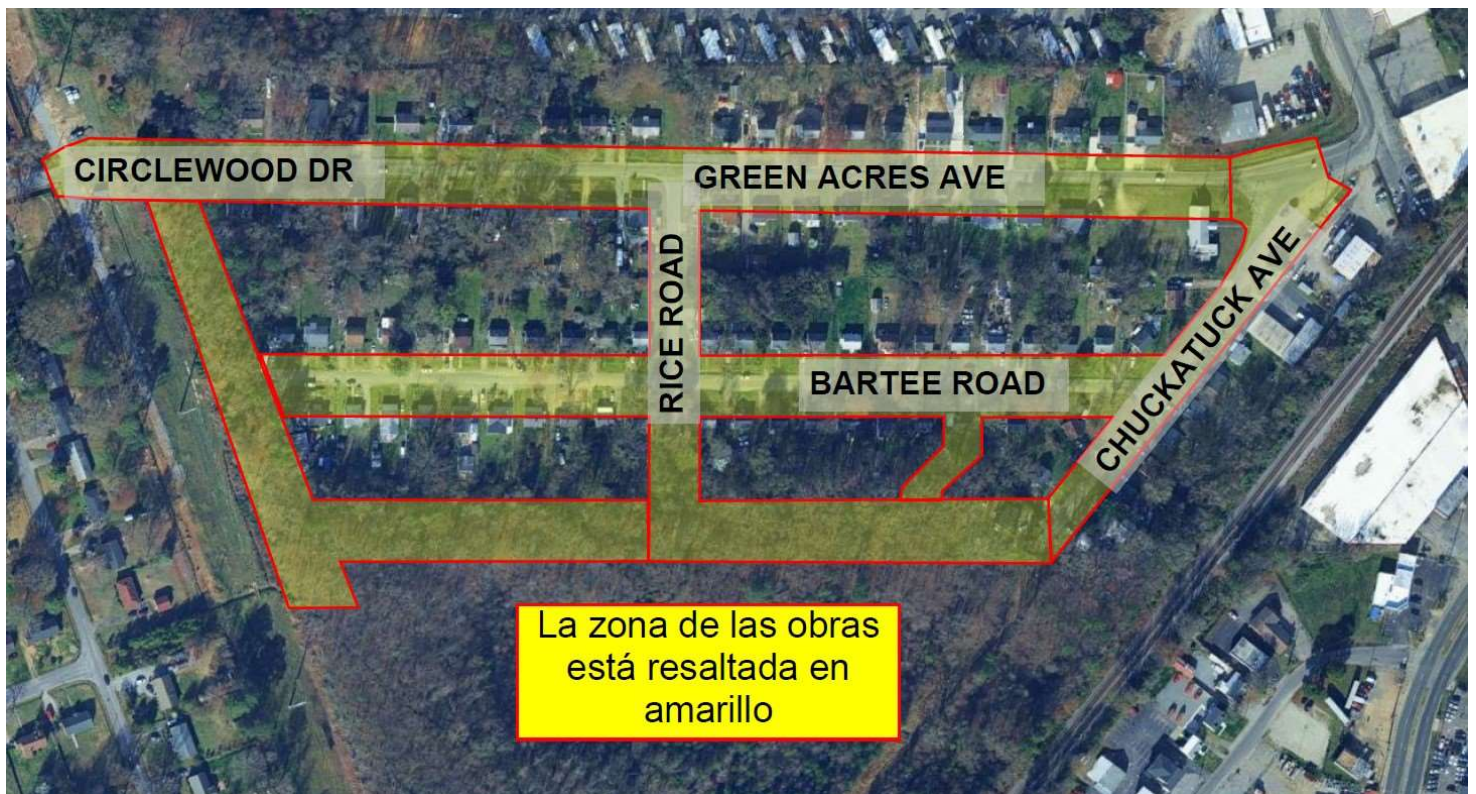 CIRCLEWOOD DR
GREEN ACRES AVE
RICE ROAD
BARTEE ROAD
CHUCKATUCK AVE
La zona de las obras
está resaltada en
amarillo